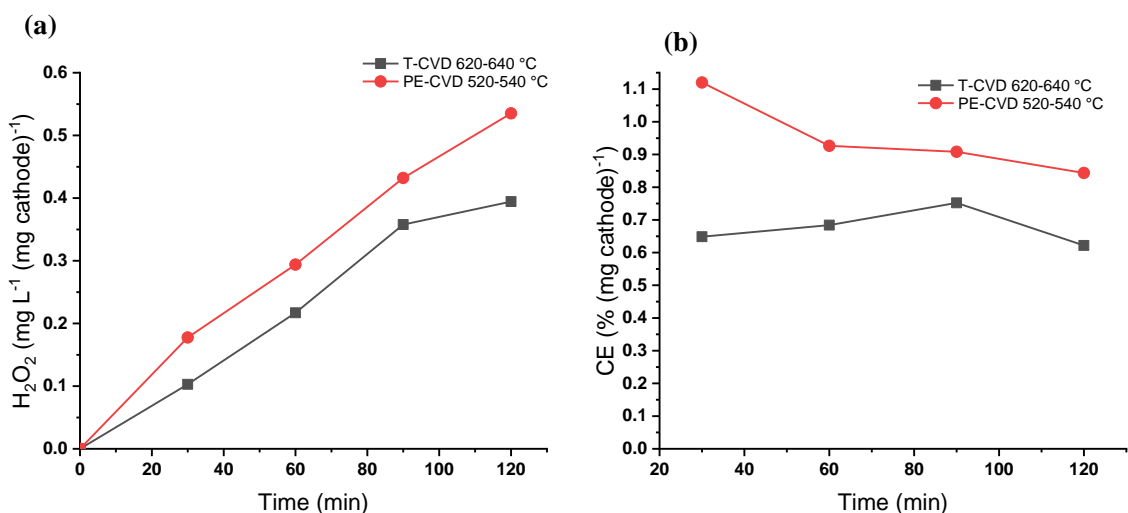 (a)
T-CVD 620-640 °C
PE-CVD 520-540 °C
0.6
0.5
0.4
0.3
0.2
0.1
0.0
H₂O₂ (mg L⁻¹ (mg cathode)⁻¹)
0 20 40 60 80 100 120
Time (min)
(b)
T-CVD 620-640 °C
PE-CVD 520-540 °C
1.1
1.0
0.9
0.8
0.7
0.6
0.5
0.4
0.3
0.2
0.1
0.0
CE (% (mg cathode)⁻¹)
20 40 60 80 100 120
Time (min)